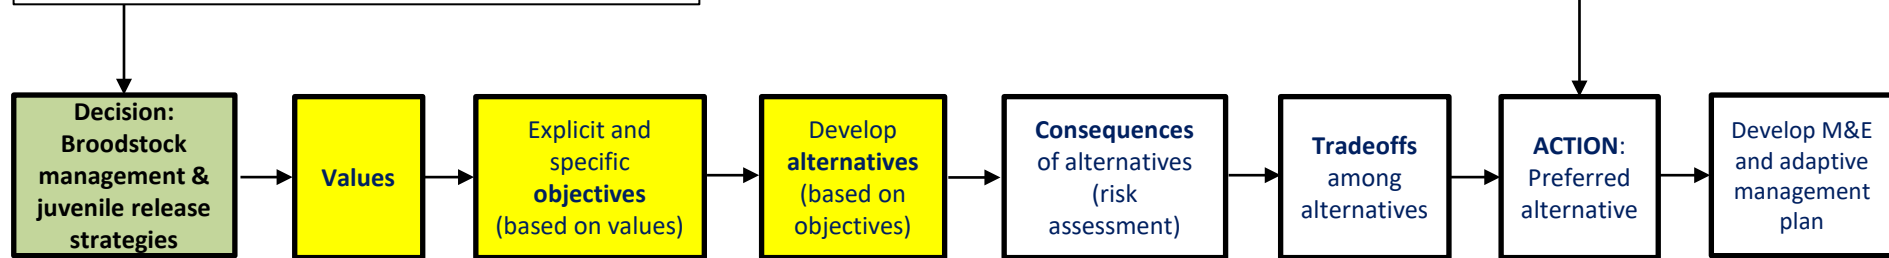 Decision:
Broodstock
management &
juvenile release
strategies
Values
Explicit and
specific
objectives
(based on values)
Develop
alternatives
(based on
objectives)
Consequences
of alternatives
(risk
assessment)
Tradeoffs
among
alternatives
ACTION:
Preferred
alternative
Develop M&E
and adaptive
management
plan